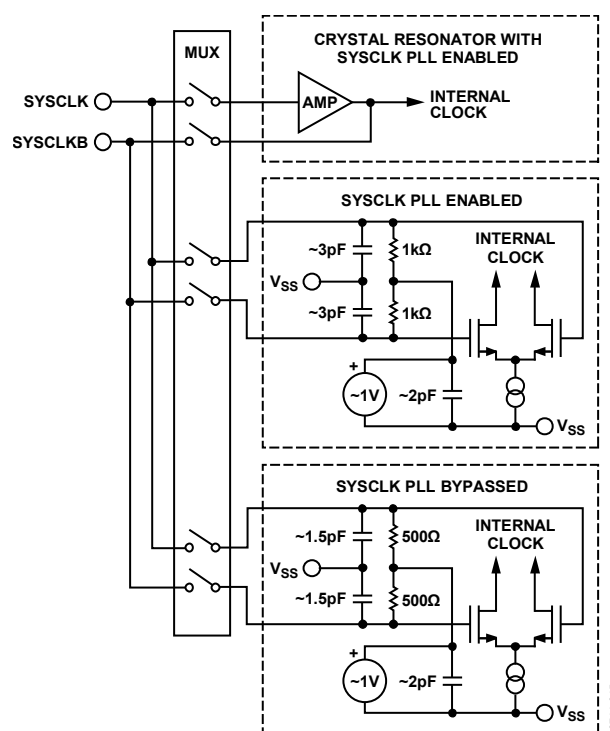 MUX
CRYSTAL RESONATOR WITH
SYSCLK PLL ENABLED
SYSCLK
AMP
INTERNAL
CLOCK
SYSCLKB
SYSCLK PLL ENABLED
INTERNAL
CLOCK
~3pF
1kΩ
VSS
~3pF
1kΩ
+
~1V
~2pF
VSS
SYSCLK PLL BYPASSED
INTERNAL
CLOCK
~1.5pF
500Ω
VSS
~1.5pF
500Ω
+
~1V
~2pF
VSS